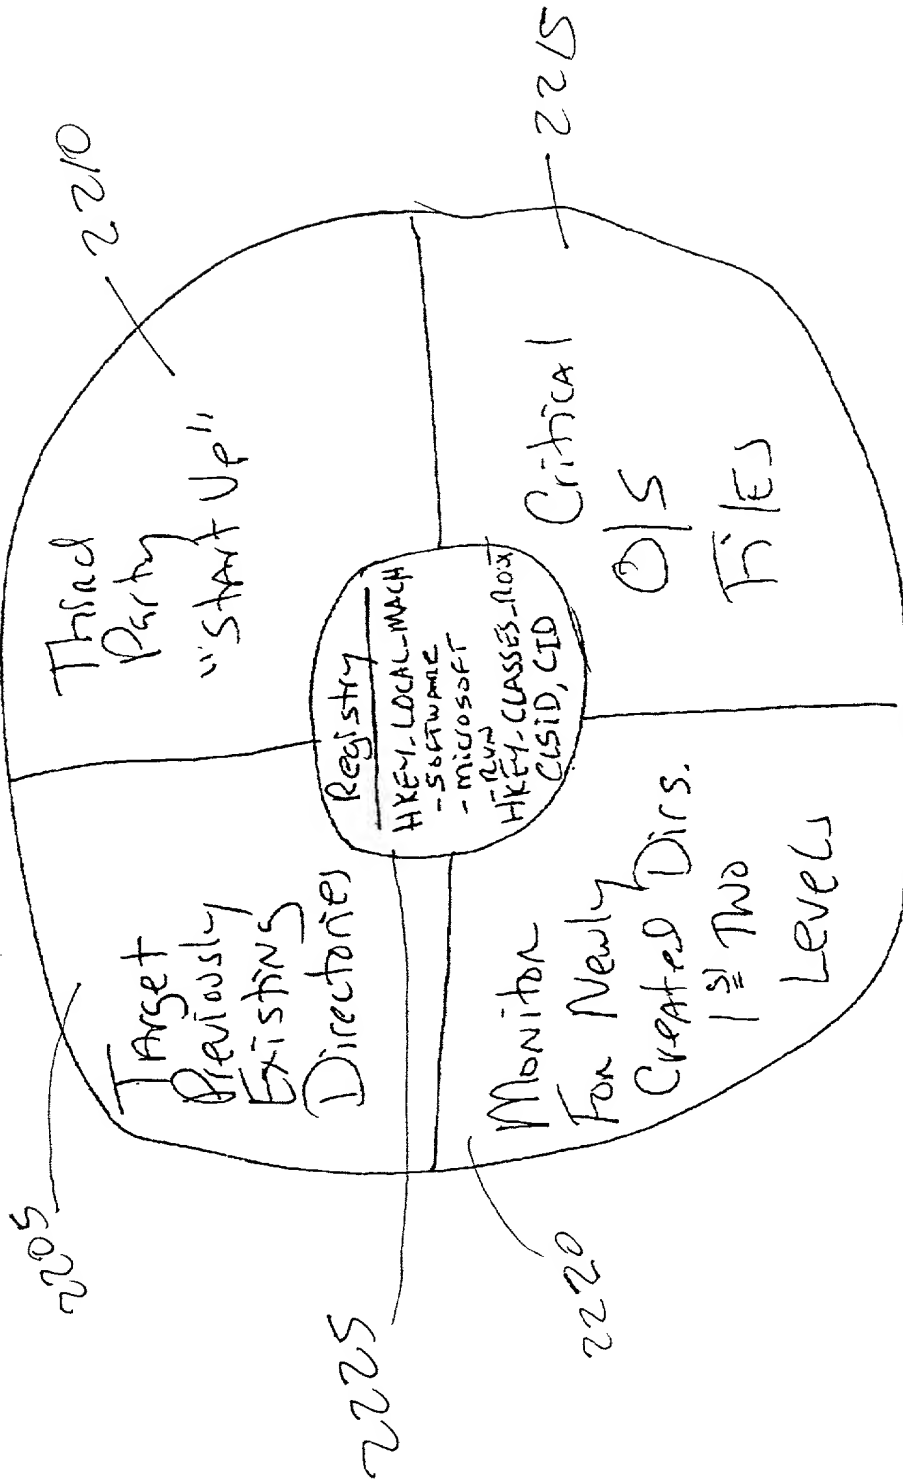 2205
Target
Previously
Existing
Directories
2210
Third
Party
"Start Up"
2225
Registry
HKEY_LOCAL_MACH
- SOFTWARE
- MICROSOFT
- RUN
HKEY_CLASSES_ROOT
CLSID, CID
2220
Monitor
For Newly
Created Dirs.
1st Two
Levels
2215
Critical
O/S
Files